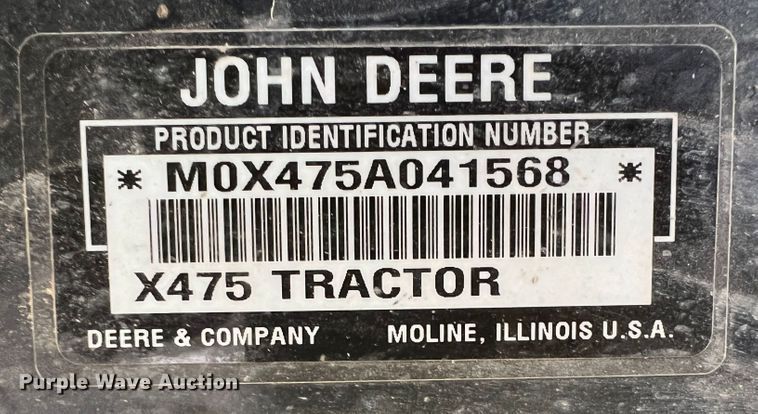 JOHN DEERE
PRODUCT IDENTIFICATION NUMBER
* M0X475A041568 *
X475 TRACTOR
DEERE & COMPANY MOLINE, ILLINOIS U.S.A.
Purple Wave Auction